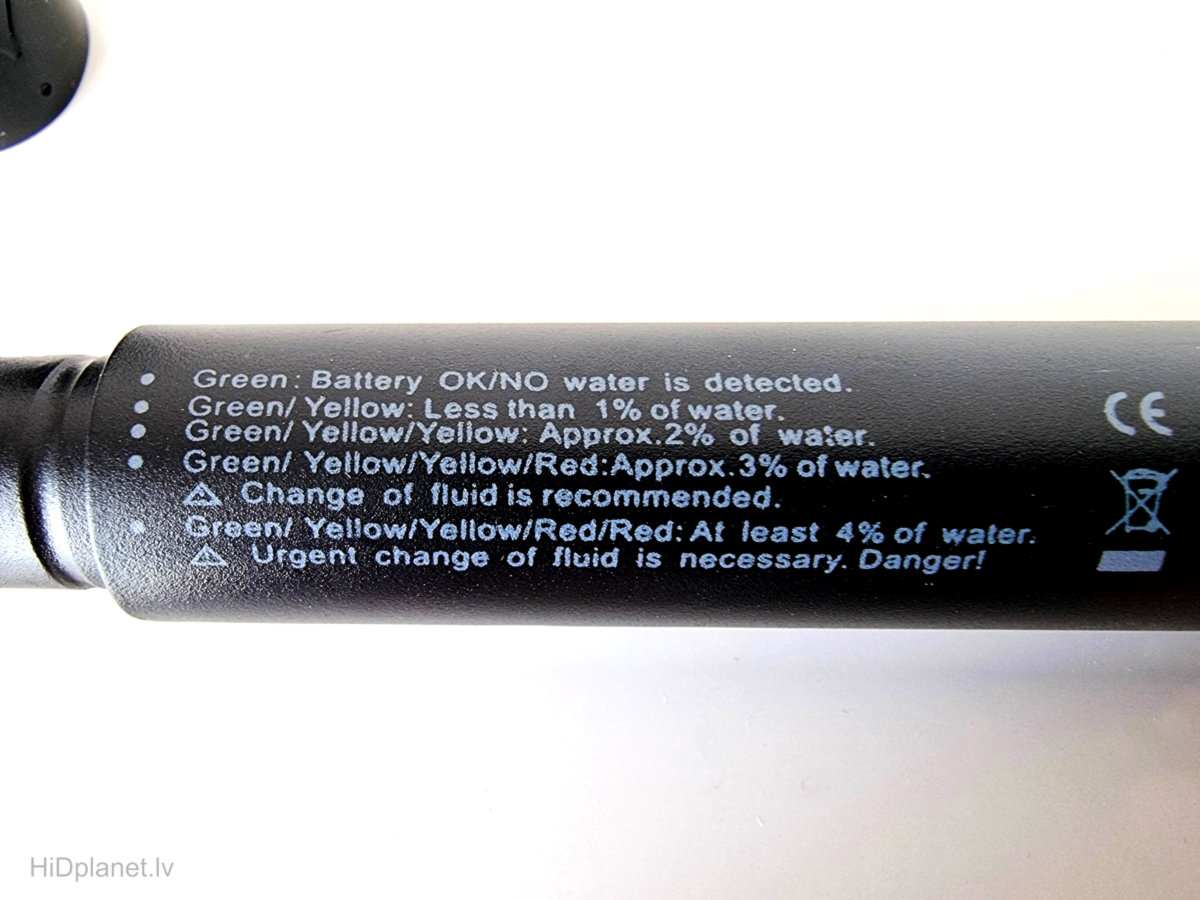 • Green: Battery OK/NO water is detected.
• Green/ Yellow: Less than 1% of water.
• Green/ Yellow/Yellow: Approx.2% of water.
• Green/ Yellow/Yellow/Red:Approx.3% of water.
⚠ Change of fluid is recommended.
• Green/ Yellow/Yellow/Red/Red: At least 4% of water.
⚠ Urgent change of fluid is necessary. Danger!
CE
HiDplanet.lv